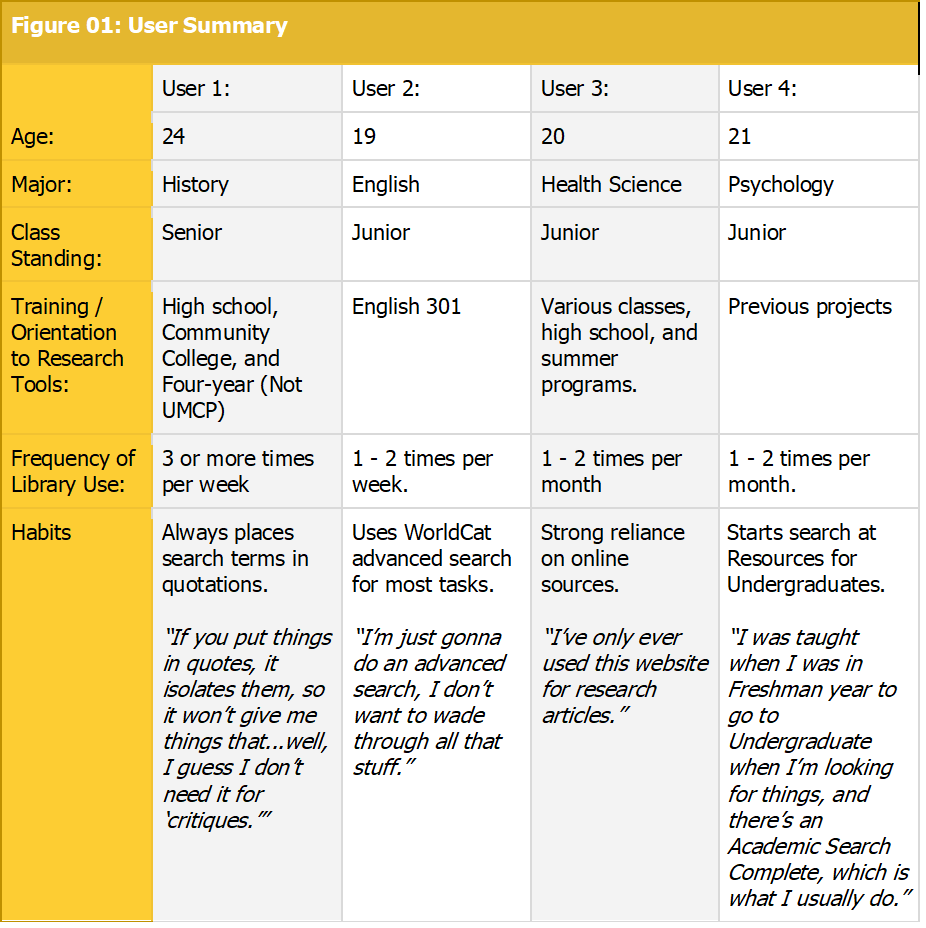 Figure 01: User Summary
User 1:
User 2:
User 3:
User 4:
Age:
24
19
20
21
Major:
History
English
Health Science
Psychology
Class
Standing:
Senior
Junior
Junior
Junior
Training /
Orientation
to Research
Tools:
High school,
Community
College, and
Four-year (Not
UMCP)
English 301
Various classes,
high school, and
summer
programs.
Previous projects
Frequency of
Library Use:
3 or more times
per week
1 - 2 times per
week.
1 - 2 times per
month
1 - 2 times per
month.
Habits
Always places
search terms in
quotations.
“If you put things
in quotes, it
isolates them, so
it won’t give me
things that...well,
I guess I don’t
need it for
‘critiques.’”
Uses WorldCat
advanced search
for most tasks.
“I’m just gonna
do an advanced
search, I don’t
want to wade
through all that
stuff.”
Strong reliance
on online
sources.
“I’ve only ever
used this website
for research
articles.”
Starts search at
Resources for
Undergraduates.
“I was taught
when I was in
Freshman year to
go to
Undergraduate
when I’m looking
for things, and
there’s an
Academic Search
Complete, which is
what I usually do.”